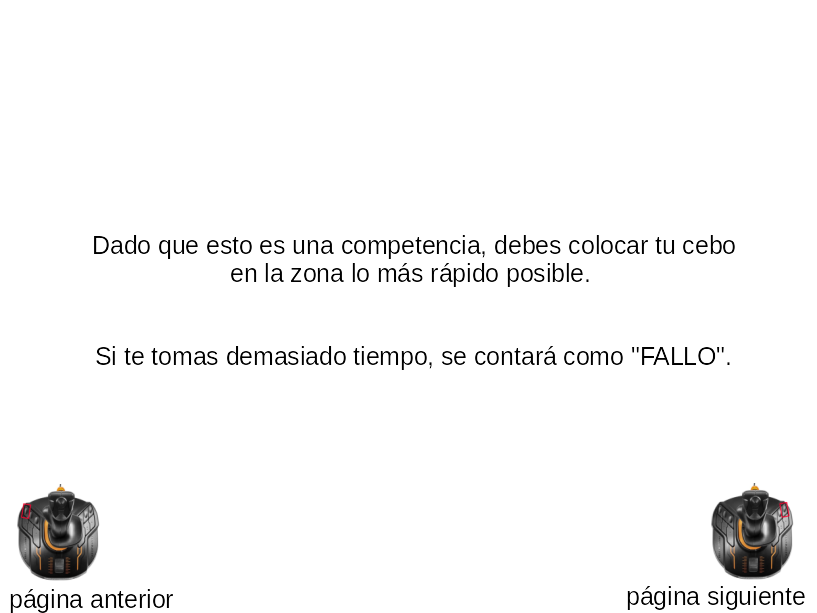 Dado que esto es una competencia, debes colocar tu cebo
en la zona lo más rápido posible.
Si te tomas demasiado tiempo, se contará como "FALLO".
página anterior
página siguiente